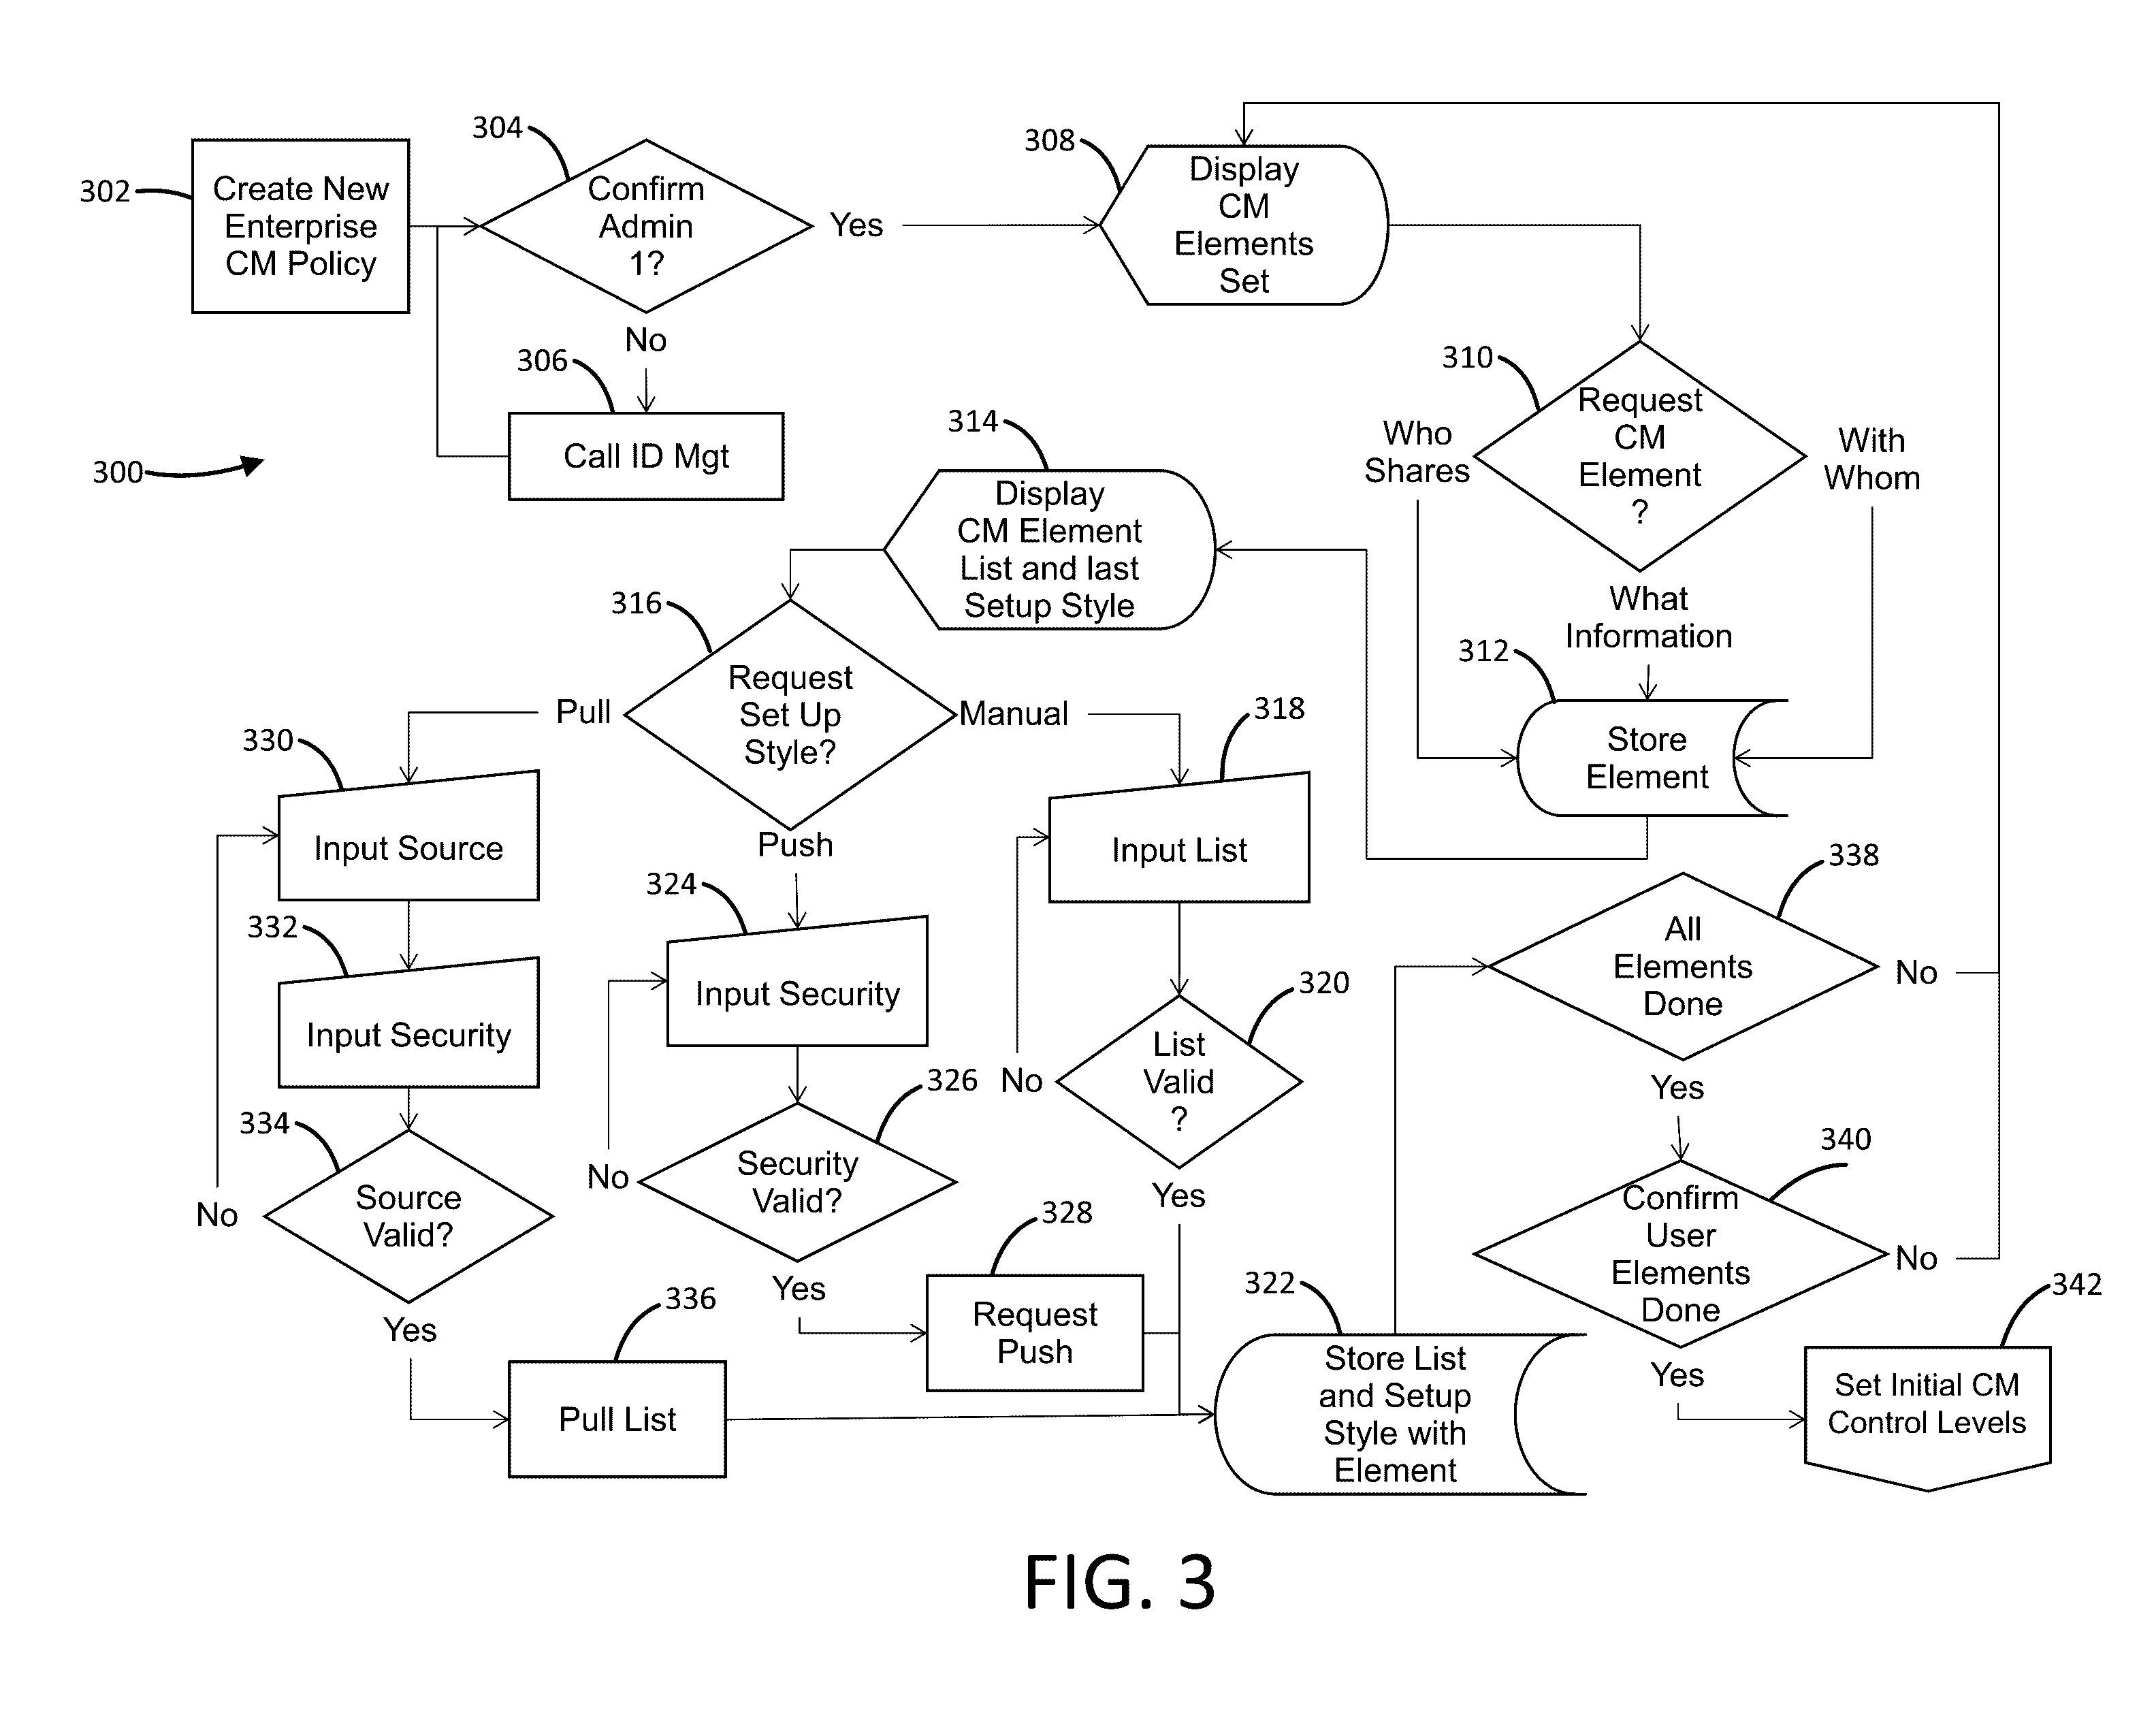 302
Create New
Enterprise
CM Policy
304
Confirm
Admin
1?
Yes
No
306
Call ID Mgt
300
308
Display
CM
Elements
Set
310
Request
CM
Element
?
Who
Shares
With
Whom
What
Information
312
Store
Element
314
Display
CM Element
List and last
Setup Style
316
Request
Set Up
Style?
Pull
Manual
Push
330
Input Source
332
Input Security
334
Source
Valid?
No
Yes
336
Pull List
324
Input Security
326
Security
Valid?
No
Yes
328
Request
Push
318
Input List
320
List
Valid
?
No
Yes
322
Store List
and Setup
Style with
Element
338
All
Elements
Done
No
Yes
340
Confirm
User
Elements
Done
No
Yes
342
Set Initial CM
Control Levels
FIG. 3